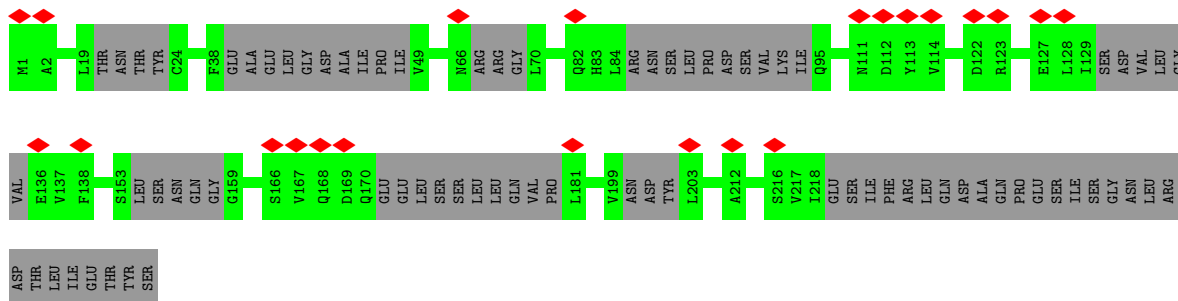 M1 A2 L19 THR ASN THR TYR C24 F38 GLU ALA GLU LEU GLY ASP ALA ILE PRO ILE V49 N66 ARG ARG GLY L70 Q82 H83 L84 ARG ASN SER LEU PRO ASP SER VAL LYS ILE Q95 N111 D112 Y113 V114 D122 R123 E127 L128 I129 SER ASP VAL LEU GLY
VAL E136 V137 F138 S153 LEU SER ASN GLN GLY G159 S166 V167 Q168 D169 Q170 GLU GLU LEU SER SER LEU LEU GLN VAL PRO L181 V199 ASN ASP TYR L203 A212 S216 V217 I218 GLU SER ILE PHE ARG LEU GLN ASP ALA GLN PRO GLU SER ILE SER GLY ASN LEU ARG
ASP THR LEU ILE GLU THR TYR SER